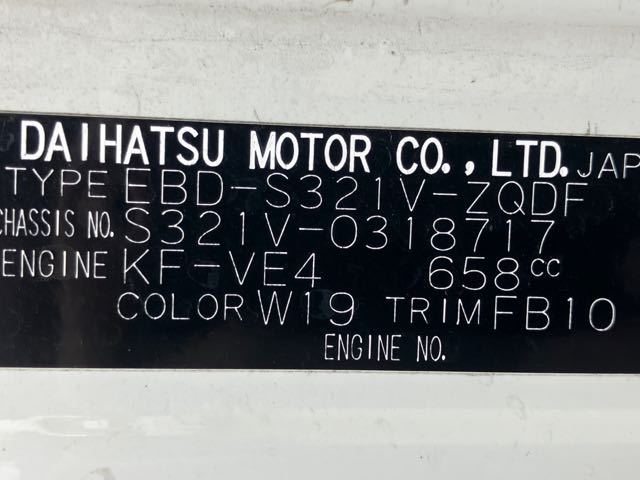 DAIHATSU MOTOR CO., LTD. JAP
TYPE EBD-S321V-ZQDF
CHASSIS NO. S321V-0318717
ENGINE KF-VE4 658cc
COLOR W19 TRIM FB10
ENGINE NO.